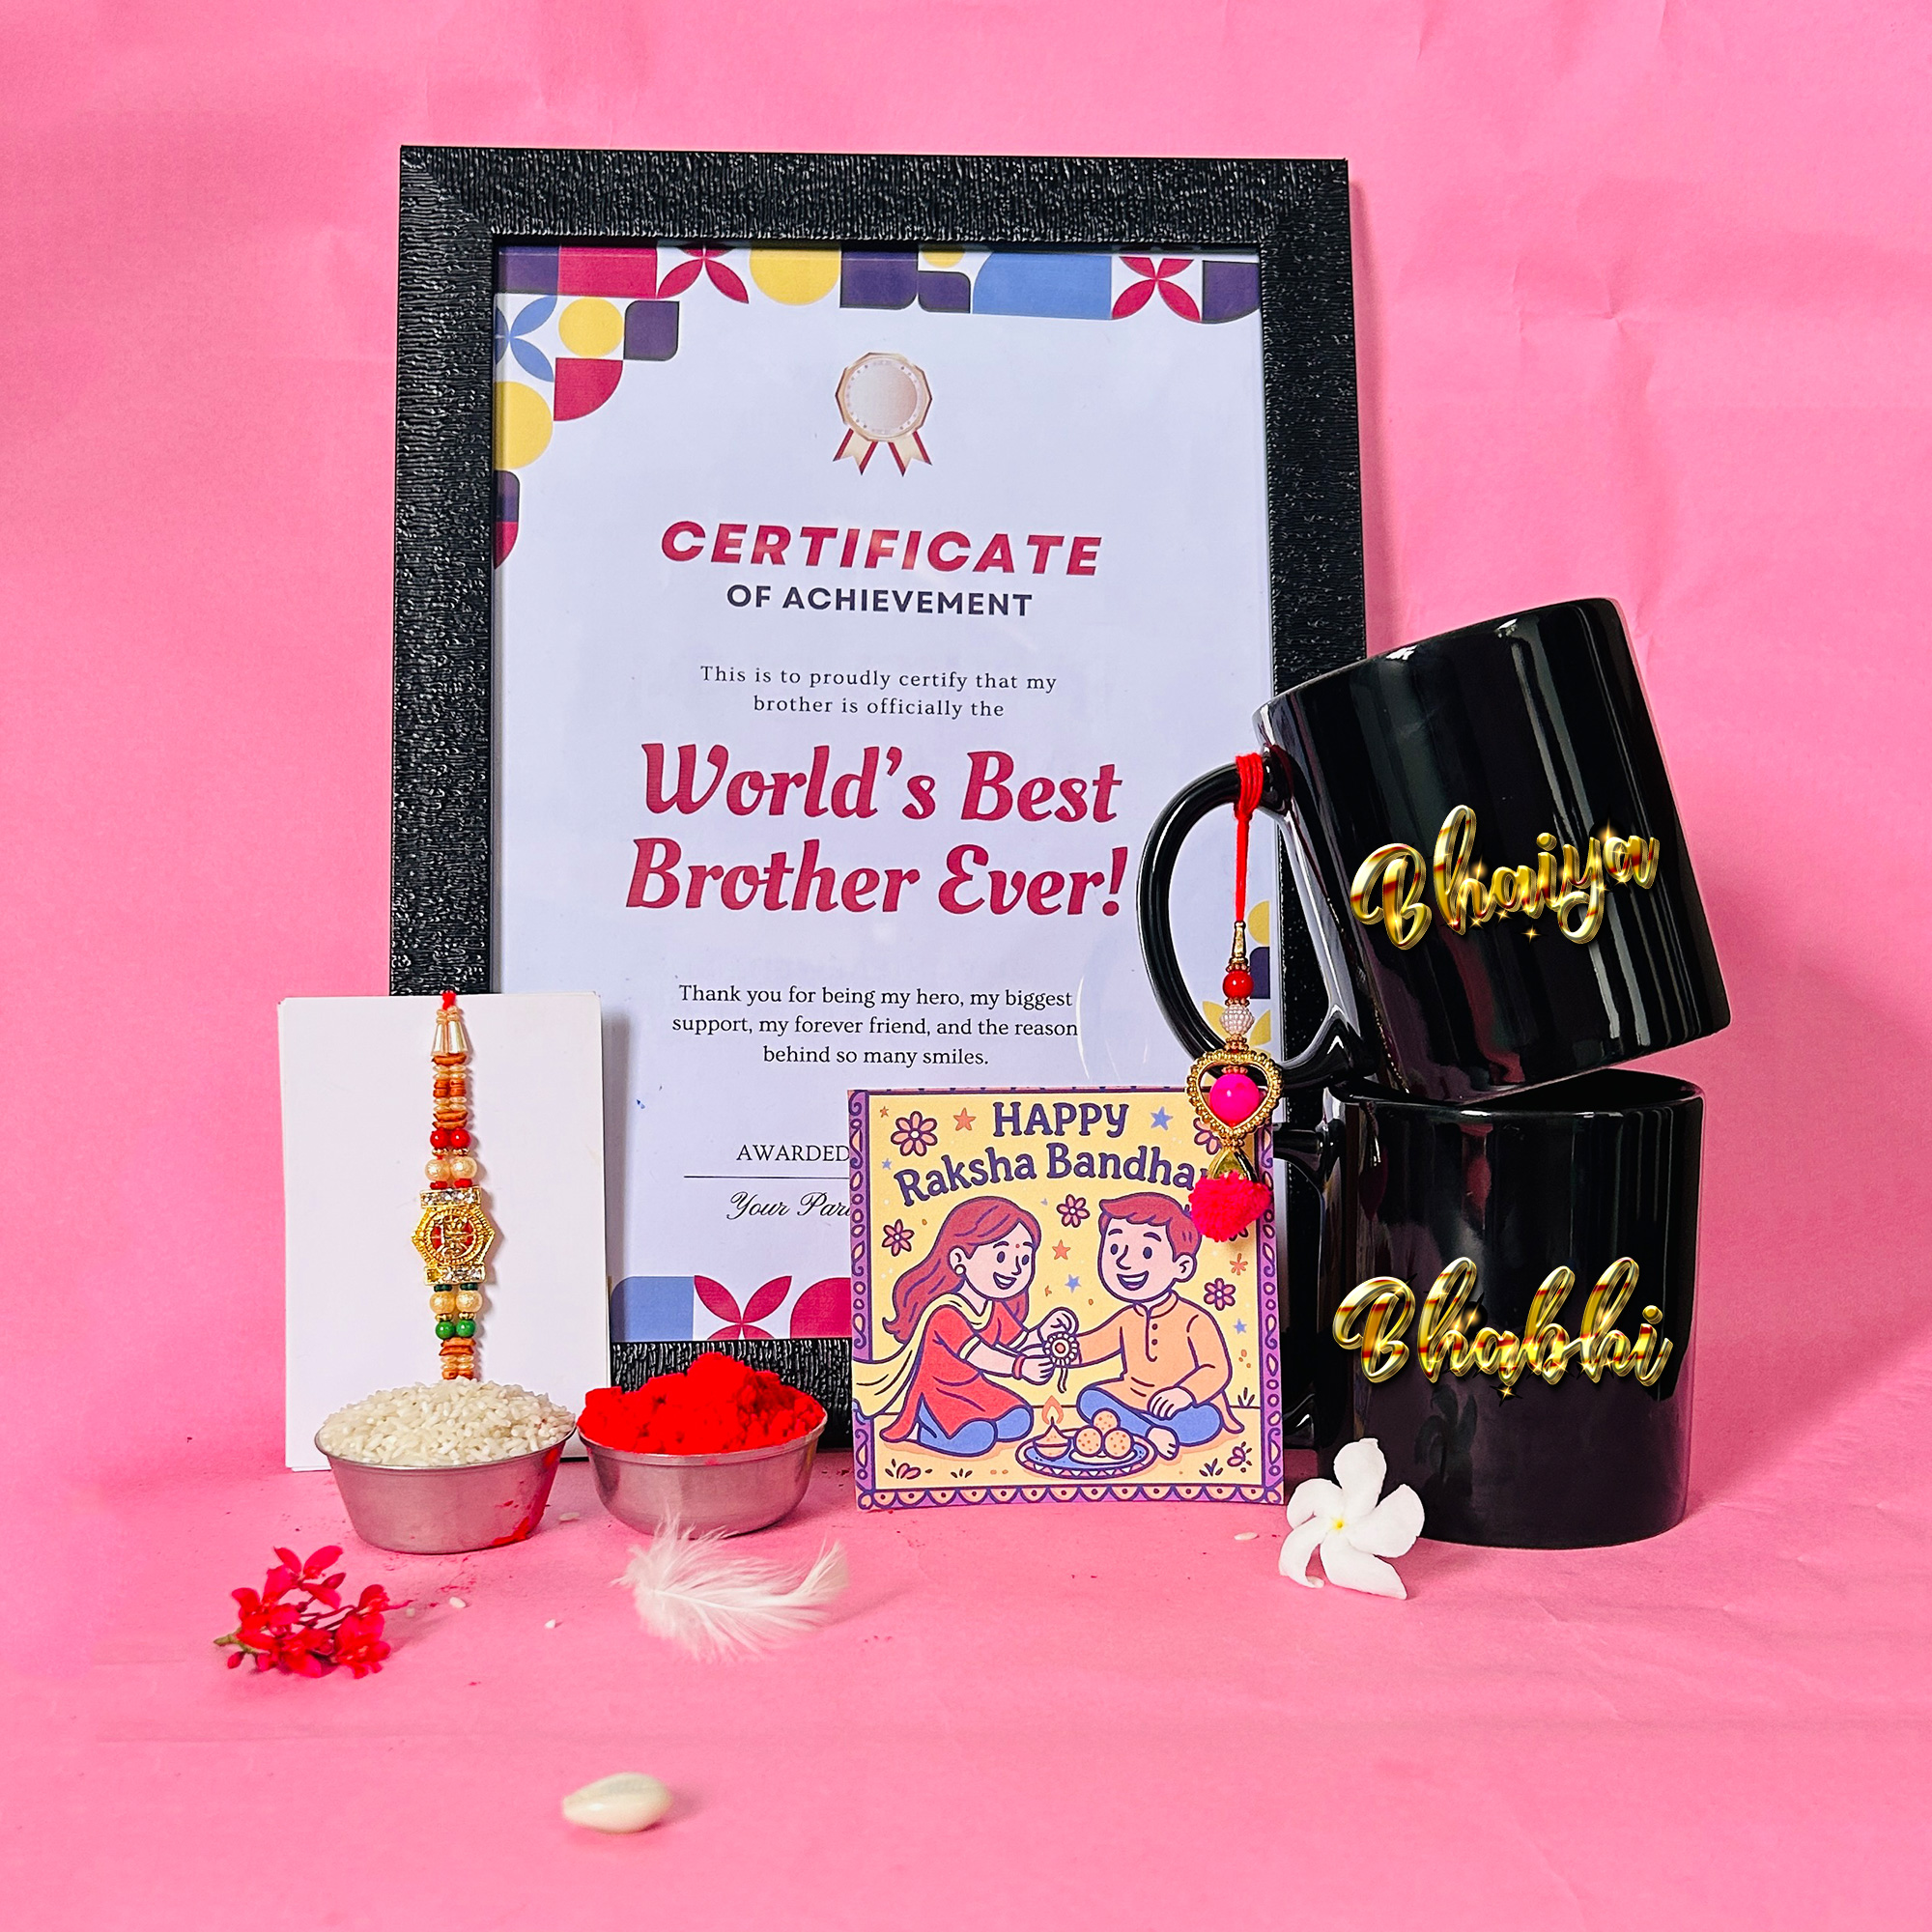 CERTIFICATE
OF ACHIEVEMENT
This is to proudly certify that my
brother is officially the
World's Best
Brother Ever!
Thank you for being my hero, my biggest
support, my forever friend, and the reason
behind so many smiles.
AWARDED
Your
HAPPY
Raksha Bandha
Bhaiya
Bhabhi